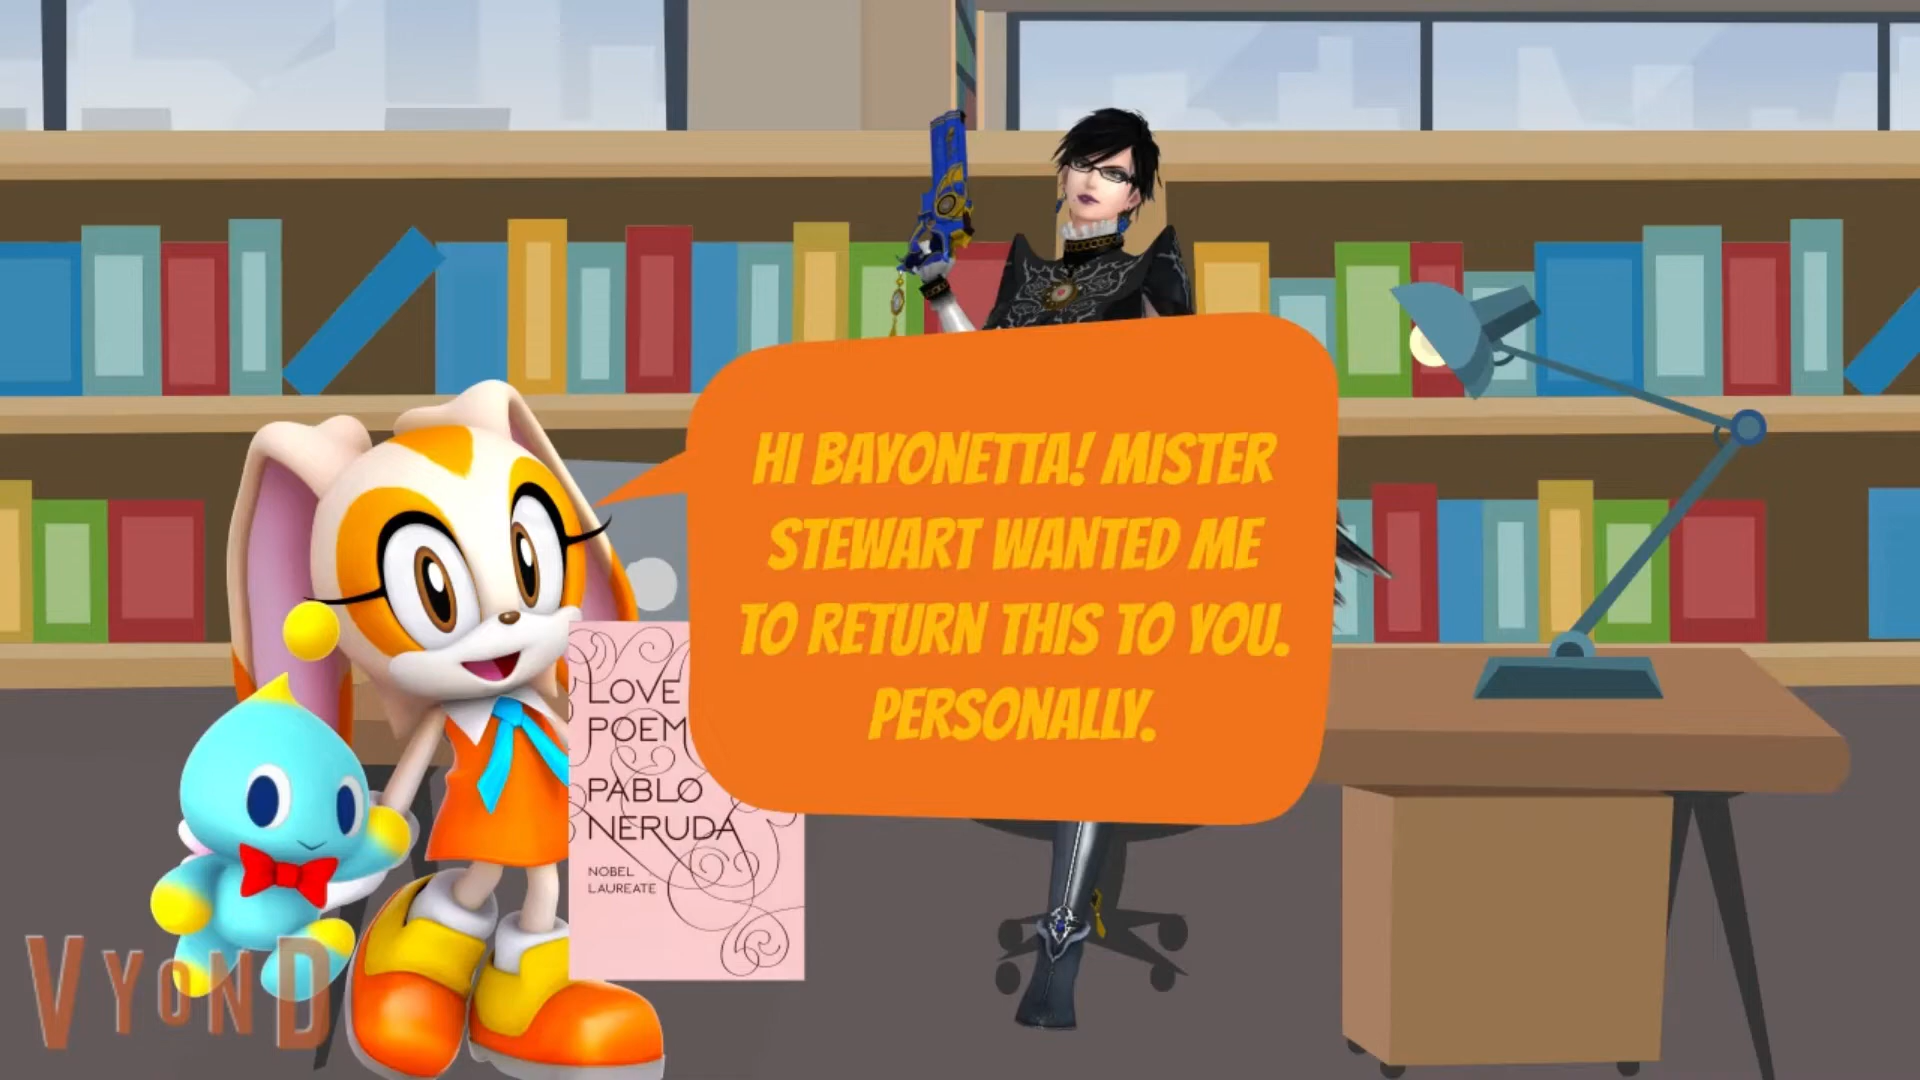 HI BAYONETTA! MISTER
STEWART WANTED ME
TO RETURN THIS TO YOU.
PERSONALLY.
LOVE
POEM
PABLO
NERUDA
NOBEL
LAUREATE
VYOND